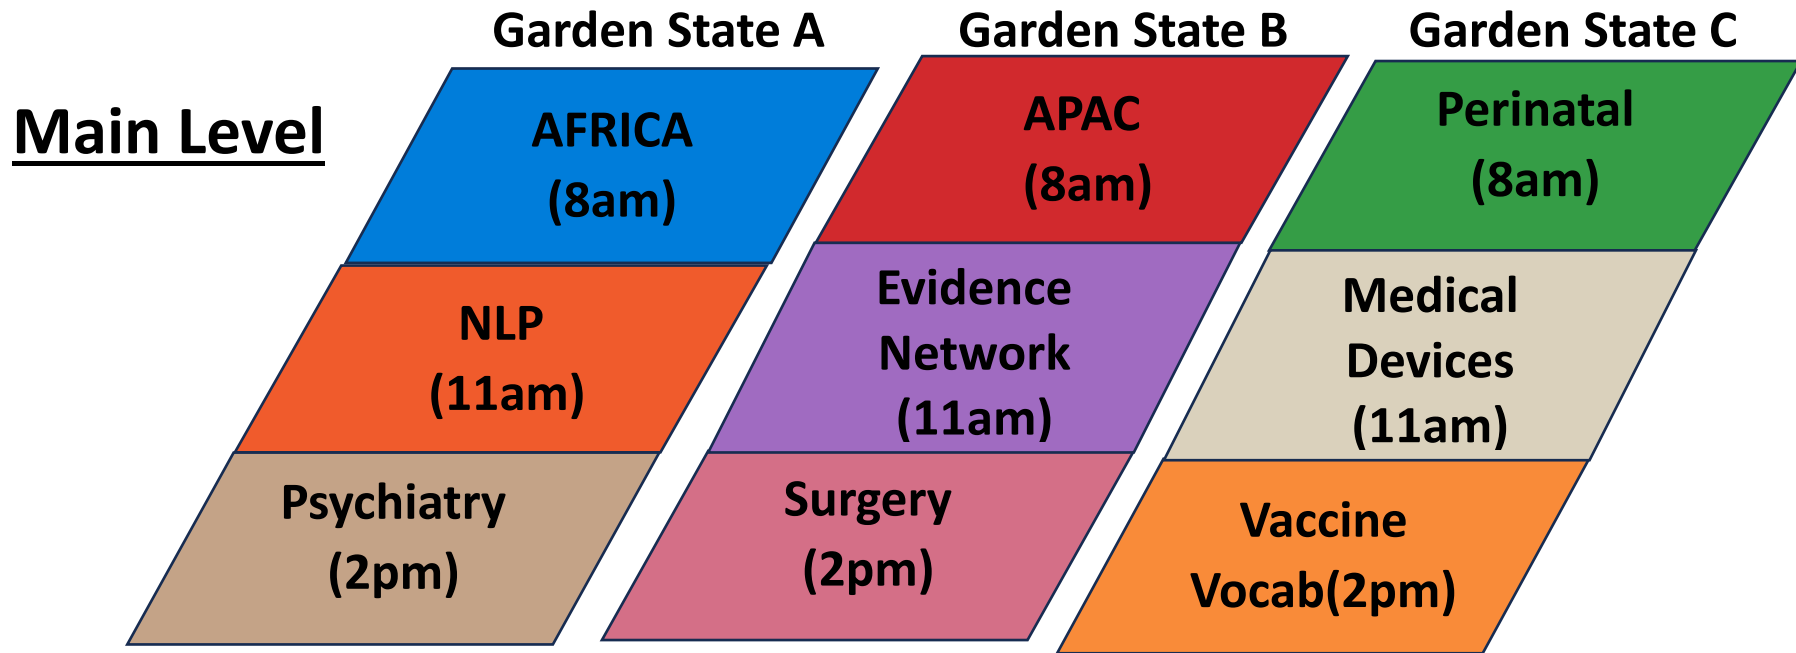 Garden State A
Garden State B
Garden State C
Main Level
AFRICA
(8am)
APAC
(8am)
Perinatal
(8am)
NLP
(11am)
Evidence
Network
(11am)
Medical
Devices
(11am)
Psychiatry
(2pm)
Surgery
(2pm)
Vaccine
Vocab(2pm)